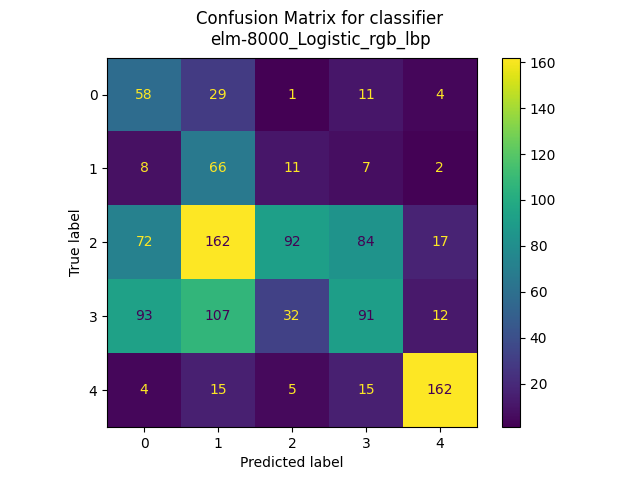 Confusion Matrix for classifier
elm-8000_Logistic_rgb_lbp
True label
0 58 29 1 11 4
1 8 66 11 7 2
2 72 162 92 84 17
3 93 107 32 91 12
4 4 15 5 15 162
0 1 2 3 4
Predicted label
160
140
120
100
80
60
40
20